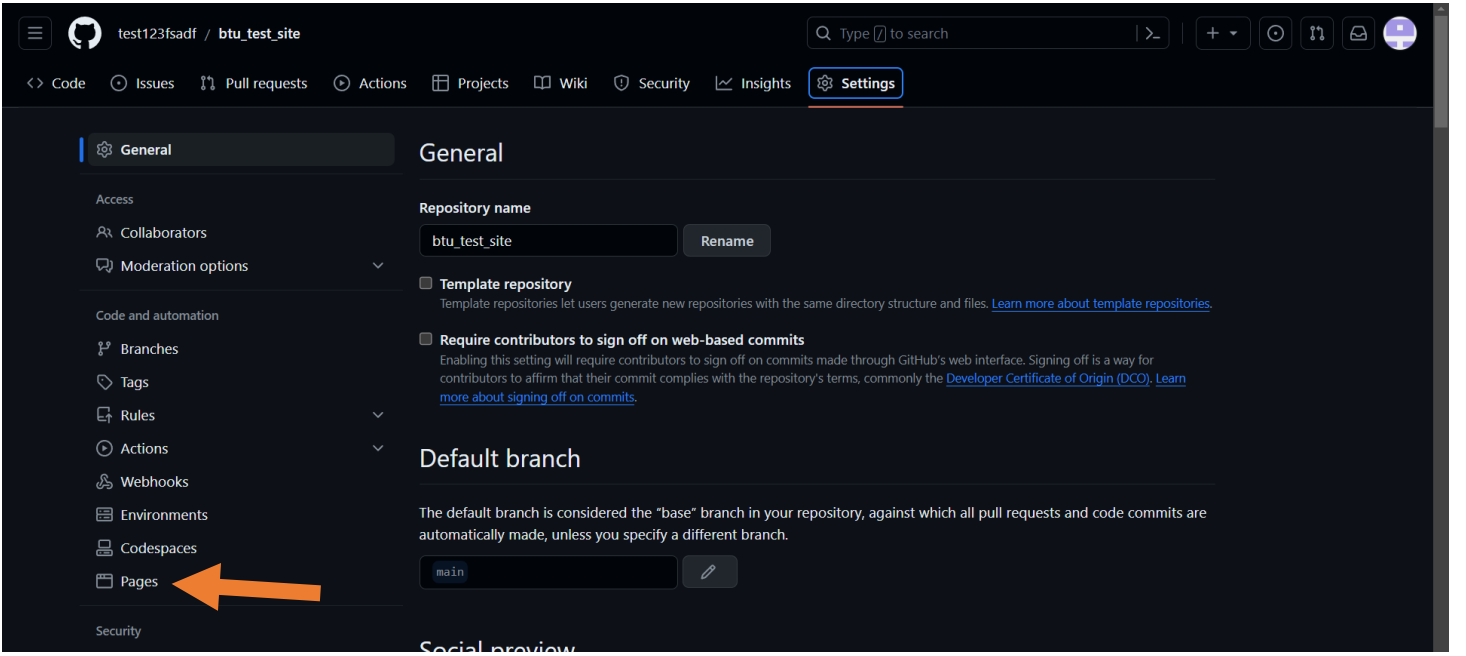 test123fsadf / btu_test_site
Type / to search
Code Issues Pull requests Actions Projects Wiki Security Insights Settings
General
Access
Collaborators
Moderation options
Code and automation
Branches
Tags
Rules
Actions
Webhooks
Environments
Codespaces
Pages
Security
General
Repository name
btu_test_site Rename
Template repository
Template repositories let users generate new repositories with the same directory structure and files. Learn more about template repositories.
Require contributors to sign off on web-based commits
Enabling this setting will require contributors to sign off on commits made through GitHub's web interface. Signing off is a way for
contributors to affirm that their commit complies with the repository's terms, commonly the Developer Certificate of Origin (DCO). Learn
more about signing off on commits.
Default branch
The default branch is considered the “base” branch in your repository, against which all pull requests and code commits are
automatically made, unless you specify a different branch.
main
Social preview